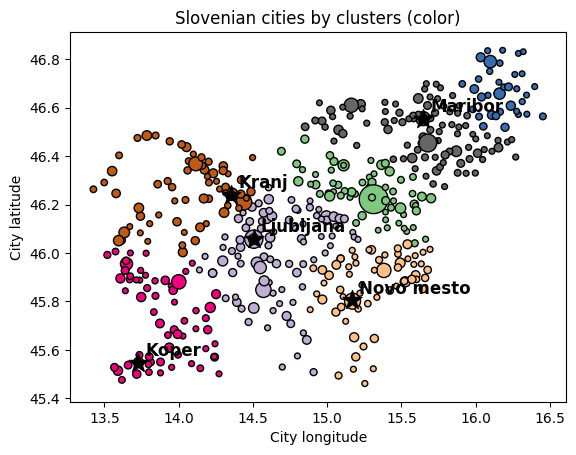 Slovenian cities by clusters (color)
46.8
46.6
46.4
46.2
46.0
45.8
45.6
45.4
City latitude
Maribor
Kranj
Ljubljana
Novo mesto
Koper
13.5 14.0 14.5 15.0 15.5 16.0 16.5
City longitude